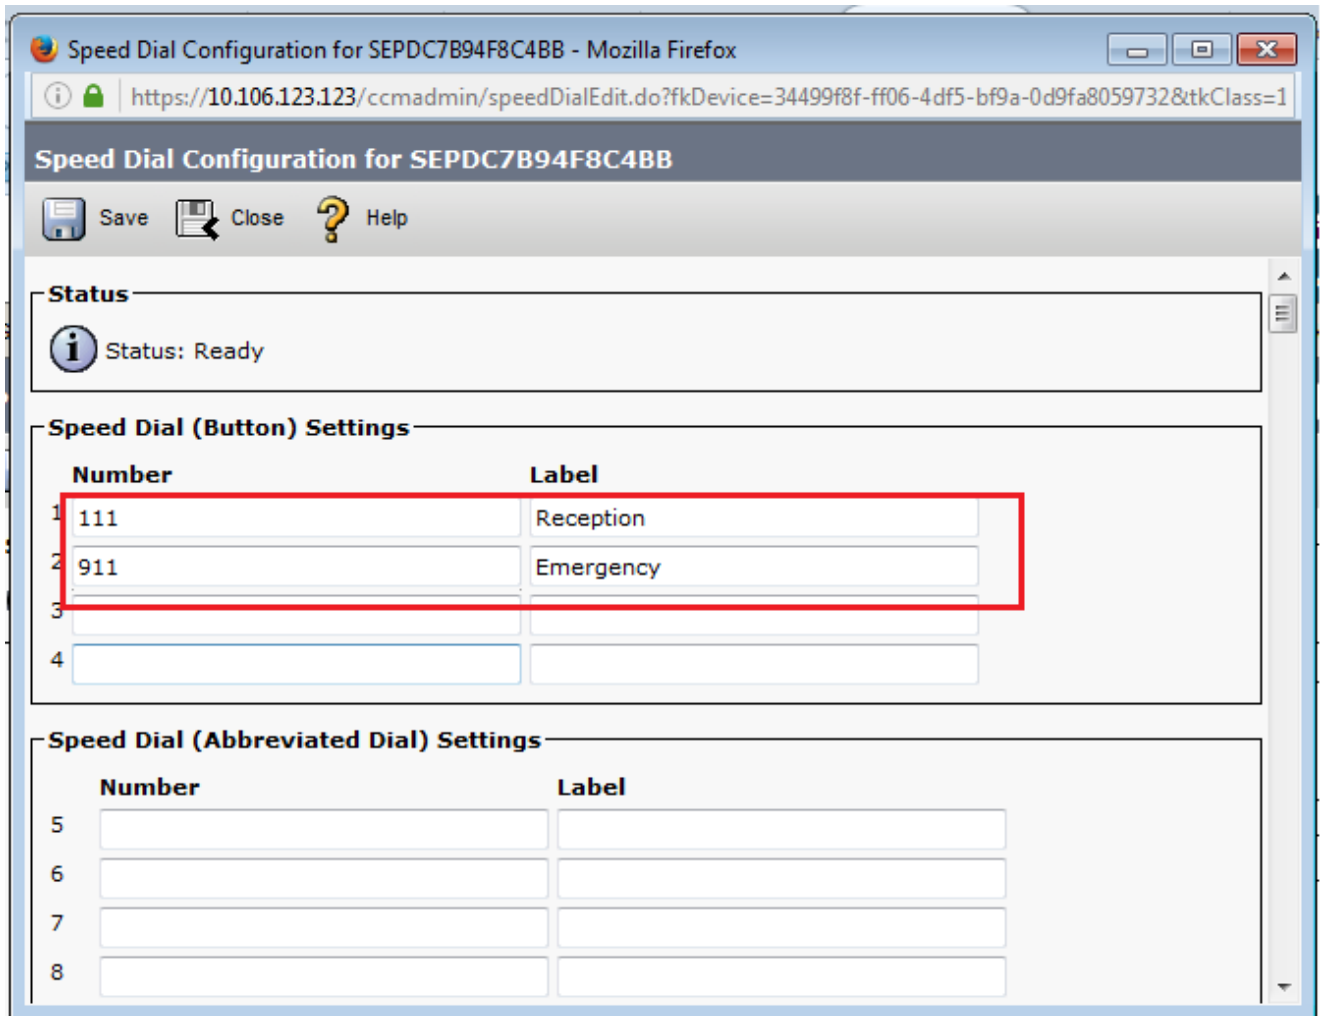 Speed Dial Configuration for SEPDC7B94F8C4BB - Mozilla Firefox
https://10.106.123.123/ccmadmin/speedDialEdit.do?fkDevice=34499f8f-ff06-4df5-bf9a-0d9fa8059732&tkClass=1
Speed Dial Configuration for SEPDC7B94F8C4BB
Save Close Help
Status
Status: Ready
Speed Dial (Button) Settings
Number Label
1 111 Reception
2 911 Emergency
3
4
Speed Dial (Abbreviated Dial) Settings
Number Label
5
6
7
8